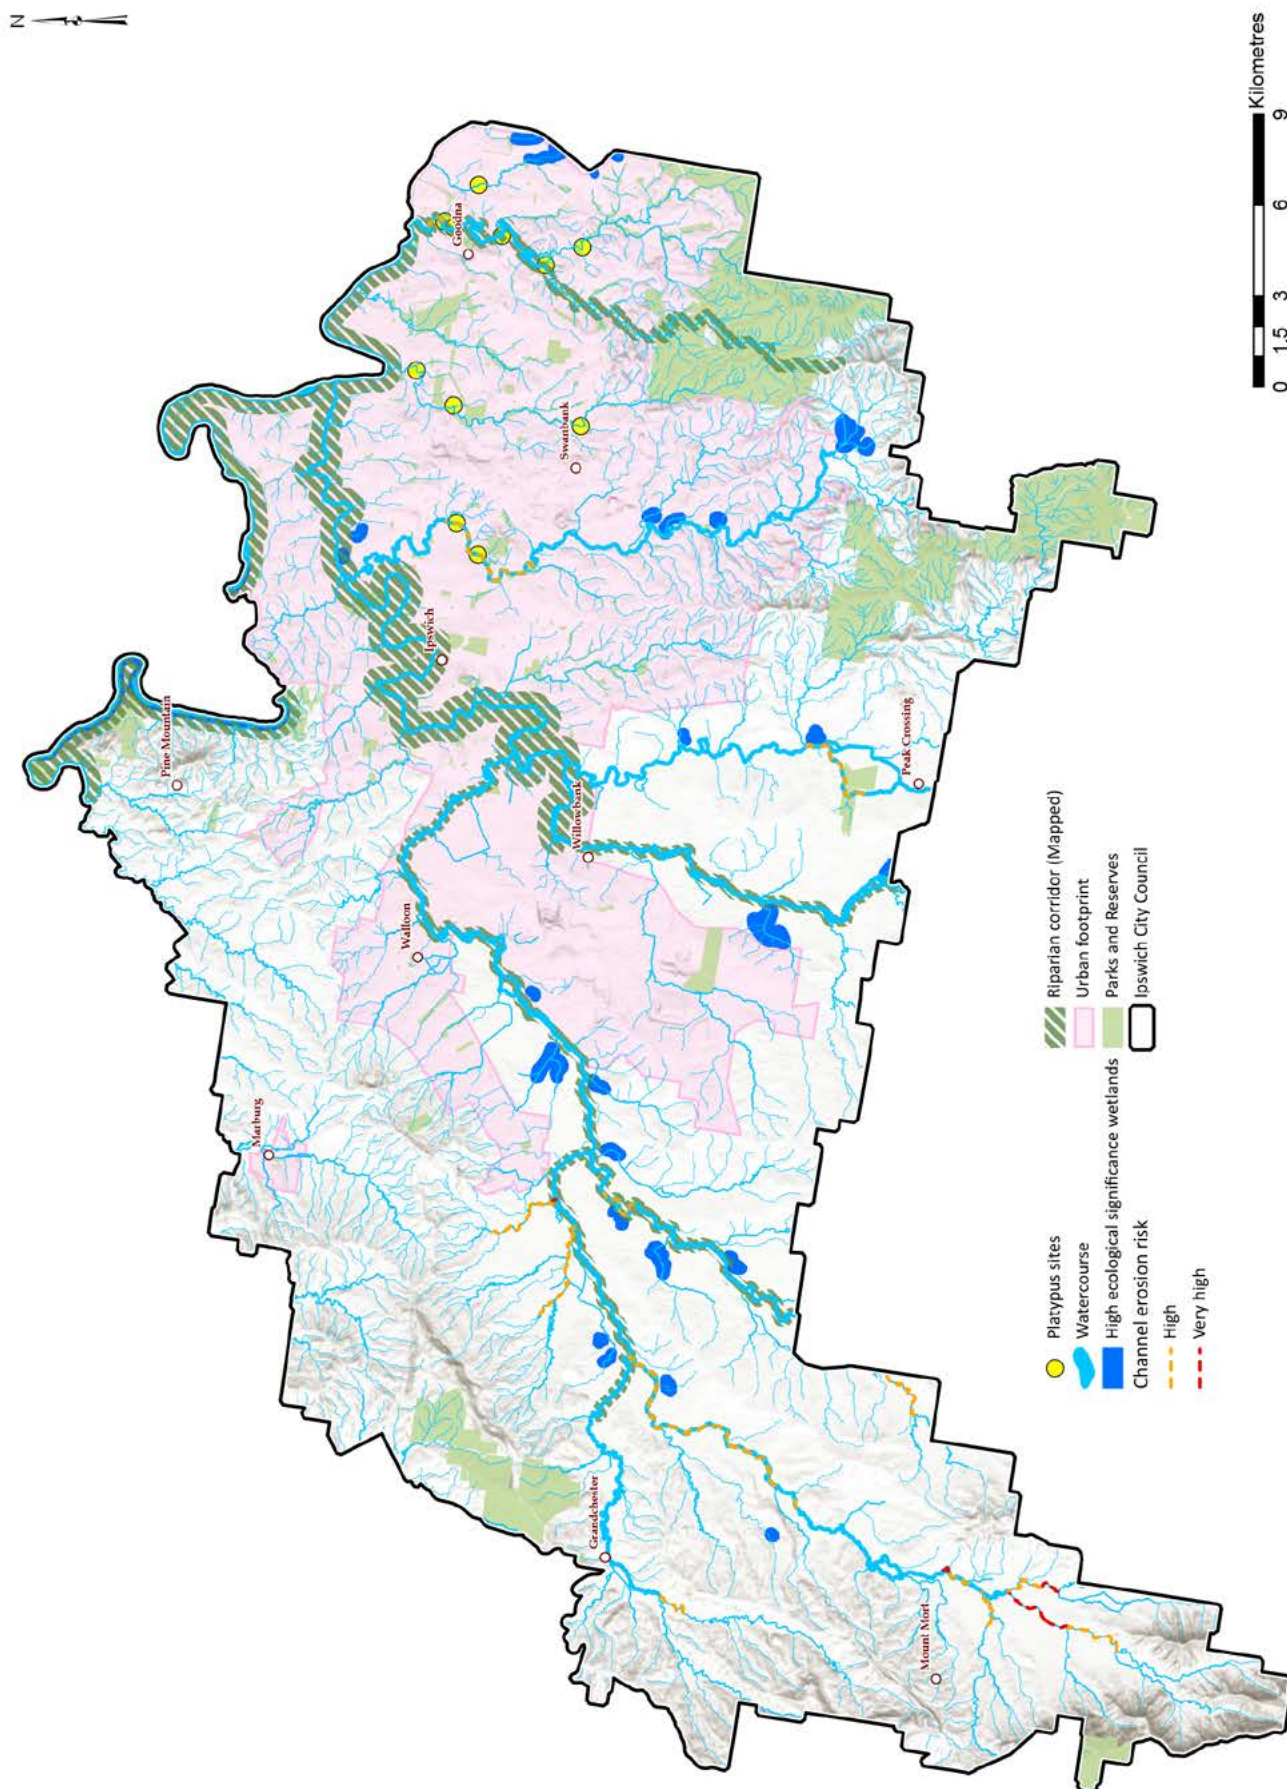 N
Pine Mountain
Marburg
Walloon
Ipswich
Goodna
Swanbank
Willowbank
Grandchester
Peak Crossing
Mount Mort
Platypus sites
Watercourse
High ecological significance wetlands
Channel erosion risk
High
Very high
Riparian corridor (Mapped)
Urban footprint
Parks and Reserves
Ipswich City Council
0 1.5 3 6 9
Kilometres